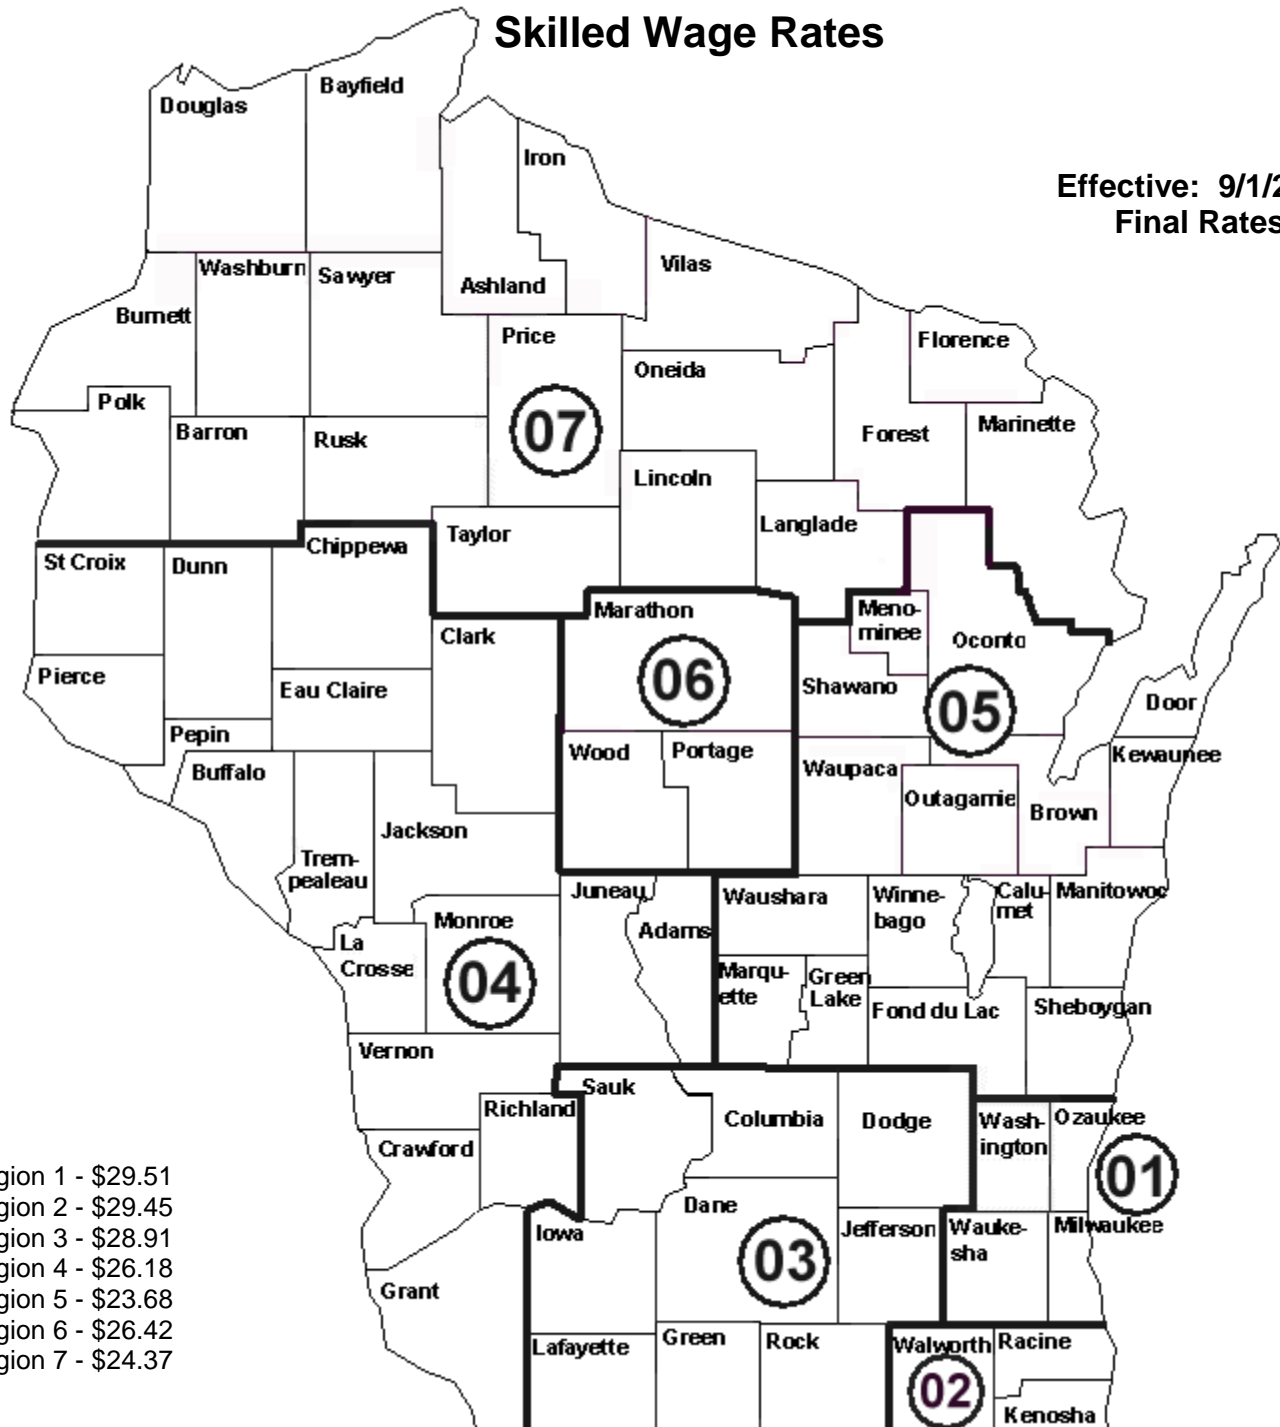 Skilled Wage Rates
Effective: 9/1/2
Final Rates
Douglas
Bayfield
Iron
Vilas
Washburn
Sawyer
Ashland
Burnett
Price
Florence
Oneida
Polk
Barron
Rusk
07
Forest
Marinette
Lincoln
Langlade
Taylor
Chippewa
St Croix
Dunn
Marathon
Meno-
minee
Oconto
Clark
06
Pierce
Eau Claire
Shawano
05
Door
Pepin
Buffalo
Wood
Portage
Waupaca
Kewaunee
Outagamie
Brown
Jackson
Trem-
pealeau
Juneau
Waushara
Winne-
bago
Calu-
met
Manitowoc
Monroe
Adams
La
Crosse
04
Marqu-
ette
Green
Lake
Fond du Lac
Sheboygan
Vernon
Sauk
Richland
Columbia
Dodge
Wash-
ington
Ozaukee
Crawford
01
Dane
Iowa
Jefferson
Wauke-
sha
Milwaukee
03
Grant
Lafayette
Green
Rock
Walworth
Racine
02
Kenosha
gion 1 - $29.51
gion 2 - $29.45
gion 3 - $28.91
gion 4 - $26.18
gion 5 - $23.68
gion 6 - $26.42
gion 7 - $24.37